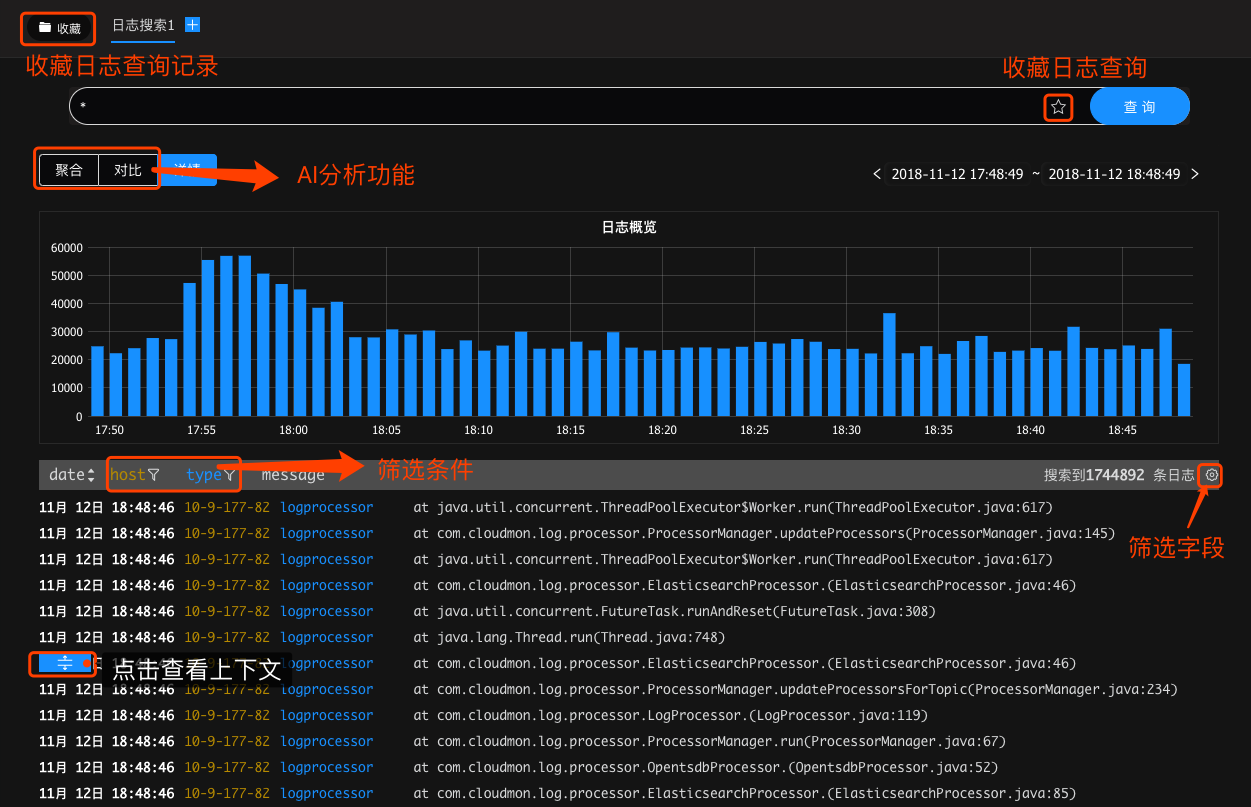 收藏 日志搜索1
收藏日志查询记录
收藏日志查询
*
查 询
聚合 对比 详情
AI分析功能
2018-11-12 17:48:49 ~ 2018-11-12 18:48:49
日志概览
60000
50000
40000
30000
20000
10000
0
17:50 17:55 18:00 18:05 18:10 18:15 18:20 18:25 18:30 18:35 18:40 18:45
date host type message 筛选条件 搜索到1744892 条日志
11月 12日 18:48:46 10-9-177-82 logprocessor at java.util.concurrent.ThreadPoolExecutor$Worker.run(ThreadPoolExecutor.java:617)
11月 12日 18:48:46 10-9-177-82 logprocessor at com.cloudmon.log.processor.ProcessorManager.updateProcessors(ProcessorManager.java:145)
筛选字段
11月 12日 18:48:46 10-9-177-82 logprocessor at java.util.concurrent.ThreadPoolExecutor$Worker.run(ThreadPoolExecutor.java:617)
11月 12日 18:48:46 10-9-177-82 logprocessor at com.cloudmon.log.processor.ElasticsearchProcessor.(ElasticsearchProcessor.java:46)
11月 12日 18:48:46 10-9-177-82 logprocessor at java.util.concurrent.FutureTask.runAndReset(FutureTask.java:308)
11月 12日 18:48:46 10-9-177-82 logprocessor at java.lang.Thread.run(Thread.java:748)
点击查看上下文 at com.cloudmon.log.processor.ElasticsearchProcessor.(ElasticsearchProcessor.java:46)
11月 12日 18:48:46 10-9-177-82 logprocessor at com.cloudmon.log.processor.ProcessorManager.updateProcessorsForTopic(ProcessorManager.java:234)
11月 12日 18:48:46 10-9-177-82 logprocessor at com.cloudmon.log.processor.LogProcessor.(LogProcessor.java:119)
11月 12日 18:48:46 10-9-177-82 logprocessor at com.cloudmon.log.processor.ProcessorManager.run(ProcessorManager.java:67)
11月 12日 18:48:46 10-9-177-82 logprocessor at com.cloudmon.log.processor.OpentsdbProcessor.(OpentsdbProcessor.java:52)
11月 12日 18:48:46 10-9-177-82 logprocessor at com.cloudmon.log.processor.ElasticsearchProcessor.(ElasticsearchProcessor.java:85)